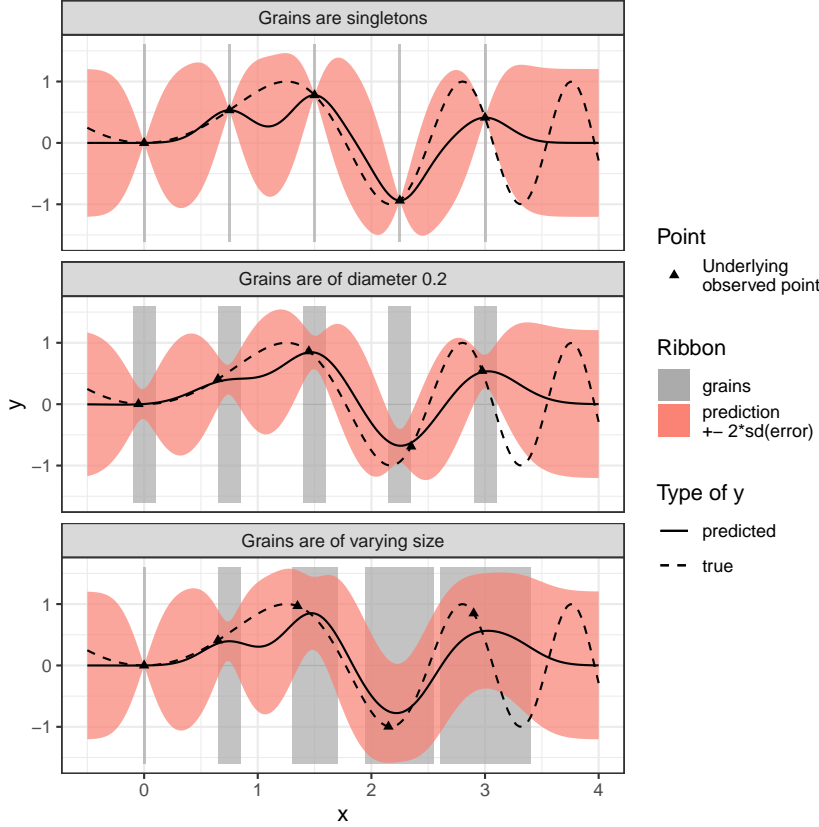 Grains are singletons
1
0
−1
Grains are of diameter 0.2
1
0
−1
y
Grains are of varying size
1
0
−1
0 1 2 3 4
x
Point
Underlying
observed point
Ribbon
grains
prediction
+− 2*sd(error)
Type of y
predicted
true